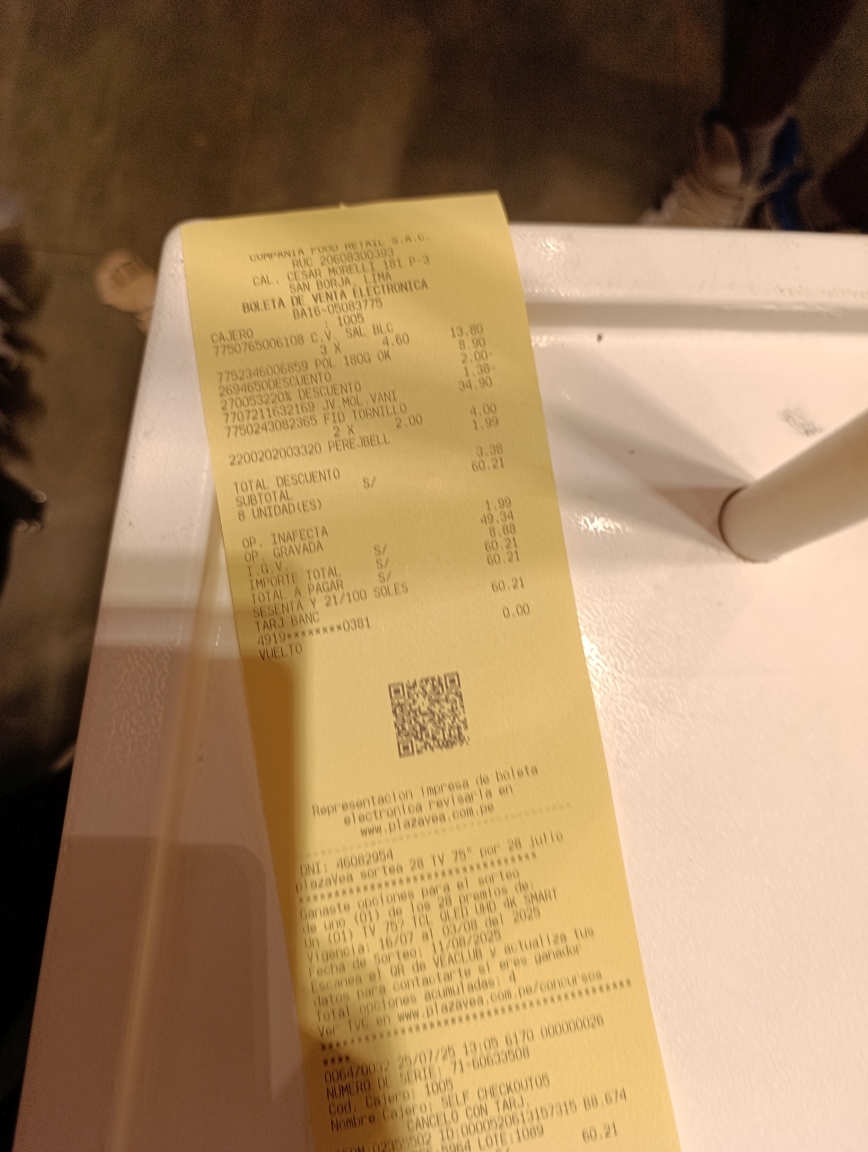 COMPANIA FOOD RETAIL S.A.C.
RUC 20608300393
CAL. CESAR MORELLI 181 P-3
SAN BORJA, LIMA
BOLETA DE VENTA ELECTRONICA
BA16-05083775
CAJERO : 1005
7750765006108 C.V. SAL BLC 13.80
3 X 4.60
7752346006859 POL 180G OK 8.90
2694650DESCUENTO 2.00-
270053220% DESCUENTO 1.38-
7707211632169 JV.MOL.VANI 34.90
7750243082365 FID TORNILLO 4.00
2 X 2.00
2200202003320 PEREJBELL 1.99
TOTAL DESCUENTO 3.38
SUBTOTAL S/ 60.21
8 UNIDAD(ES)
OP. INAFECTA 1.99
OP. GRAVADA 49.34
I.G.V. S/ 8.88
IMPORTE TOTAL S/ 60.21
TOTAL A PAGAR S/ 60.21
SESENTA Y 21/100 SOLES
TARJ BANC 60.21
4919********0381
VUELTO 0.00
Representacion impresa de boleta
electronica revisarla en
www.plazavea.com.pe
DNI: 46082954
plazaVea sortea 28 TV 75" por 28 julio
************************************
Ganaste opciones para el sorteo
de uno (01) de los 28 premios de:
Un (01) TV 75? TCL QLED UHD 4K SMART
Vigencia: 16/07 al 03/08 del 2025
Fecha de Sorteo: 11/08/2025
Escanea el QR de VEACLUB y actualiza tus
datos para contactarte si eres ganador
Total opciones acumuladas: 4
Ver TyC en www.plazavea.com.pe/concursos
****************************************
****
0064/0032 25/07/25 13:05 6170 000000026
NUMERO DE SERIE: 71-60633508
Cod. Cajero: 1005
Nombre Cajero: SELF CHECKOUT05
CANCELO CON TARJ.
ID:0000520613157315 B8.674
LOTE:1089
60.21